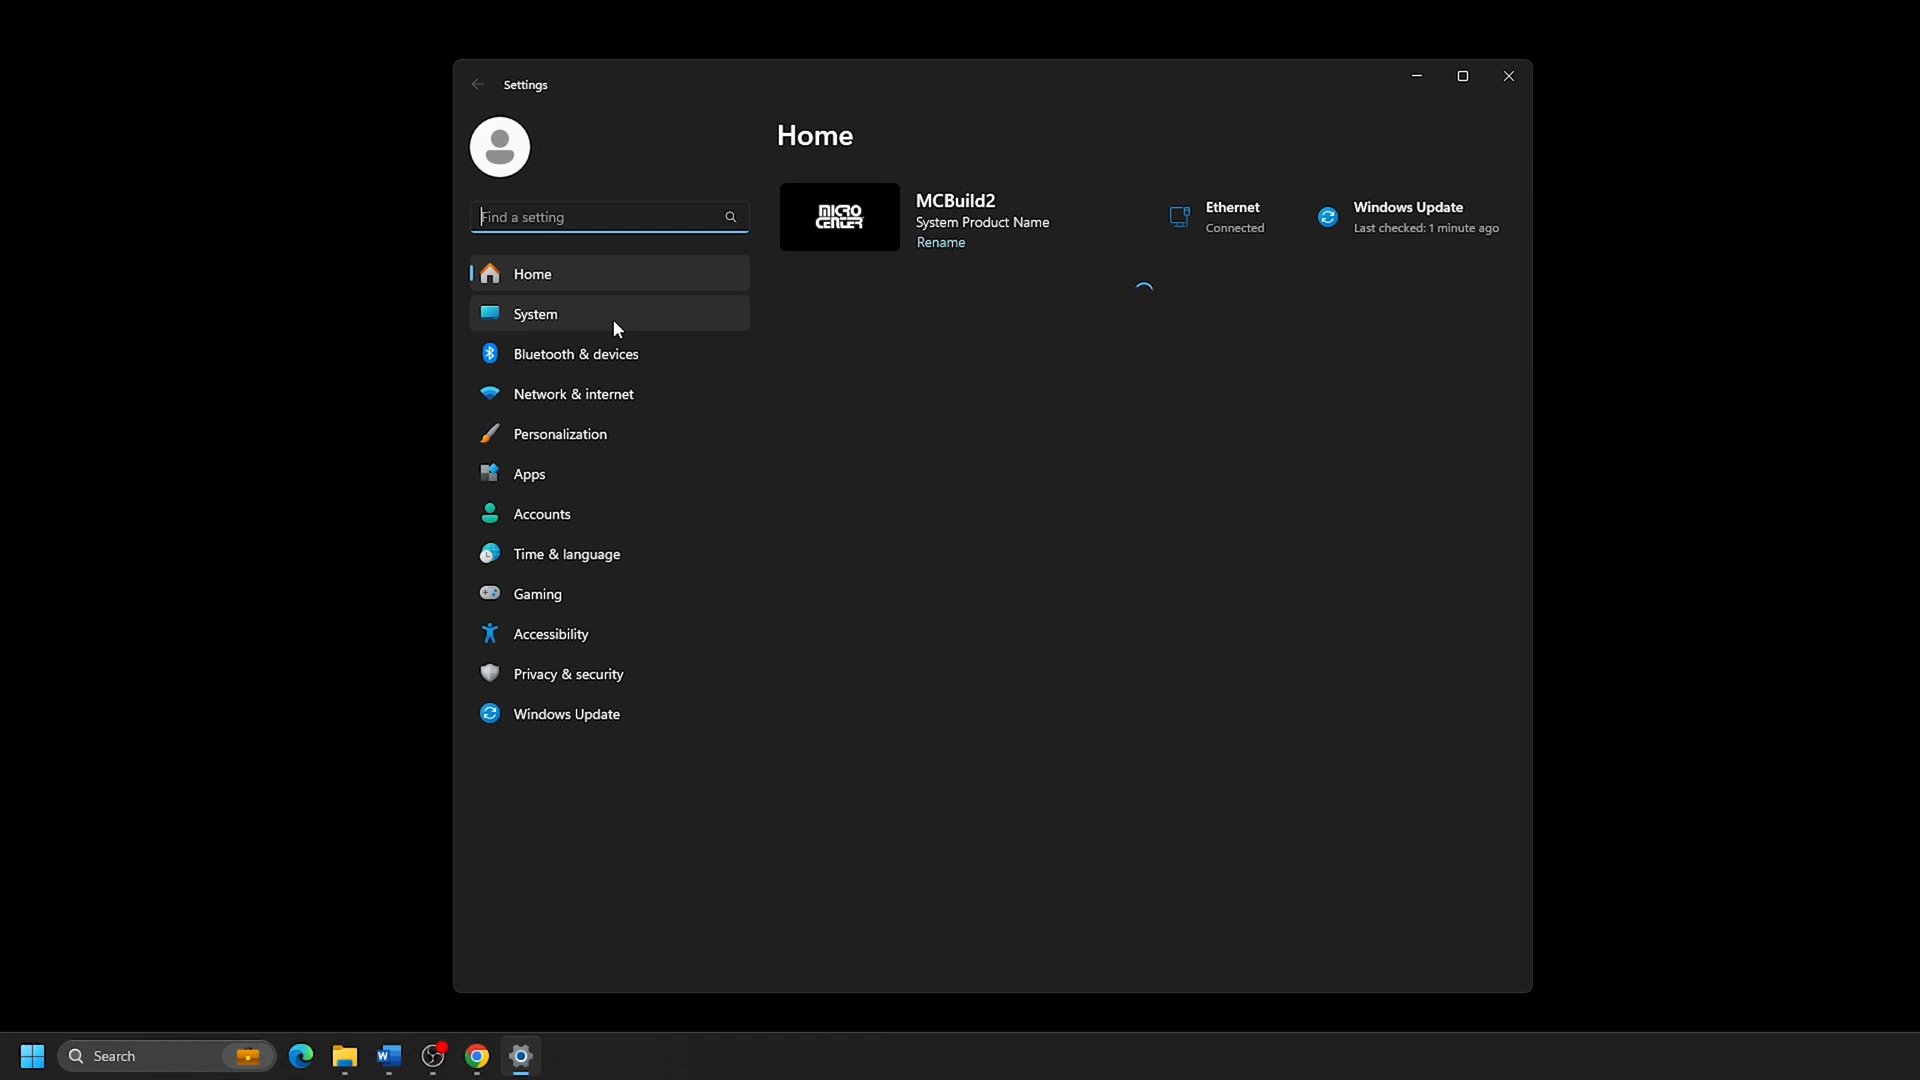 Settings
Find a setting
Home
System
Bluetooth & devices
Network & internet
Personalization
Apps
Accounts
Time & language
Gaming
Accessibility
Privacy & security
Windows Update
Home
MICRO
CENTER
MCBuild2
System Product Name
Rename
Ethernet
Connected
Windows Update
Last checked: 1 minute ago
Search
W